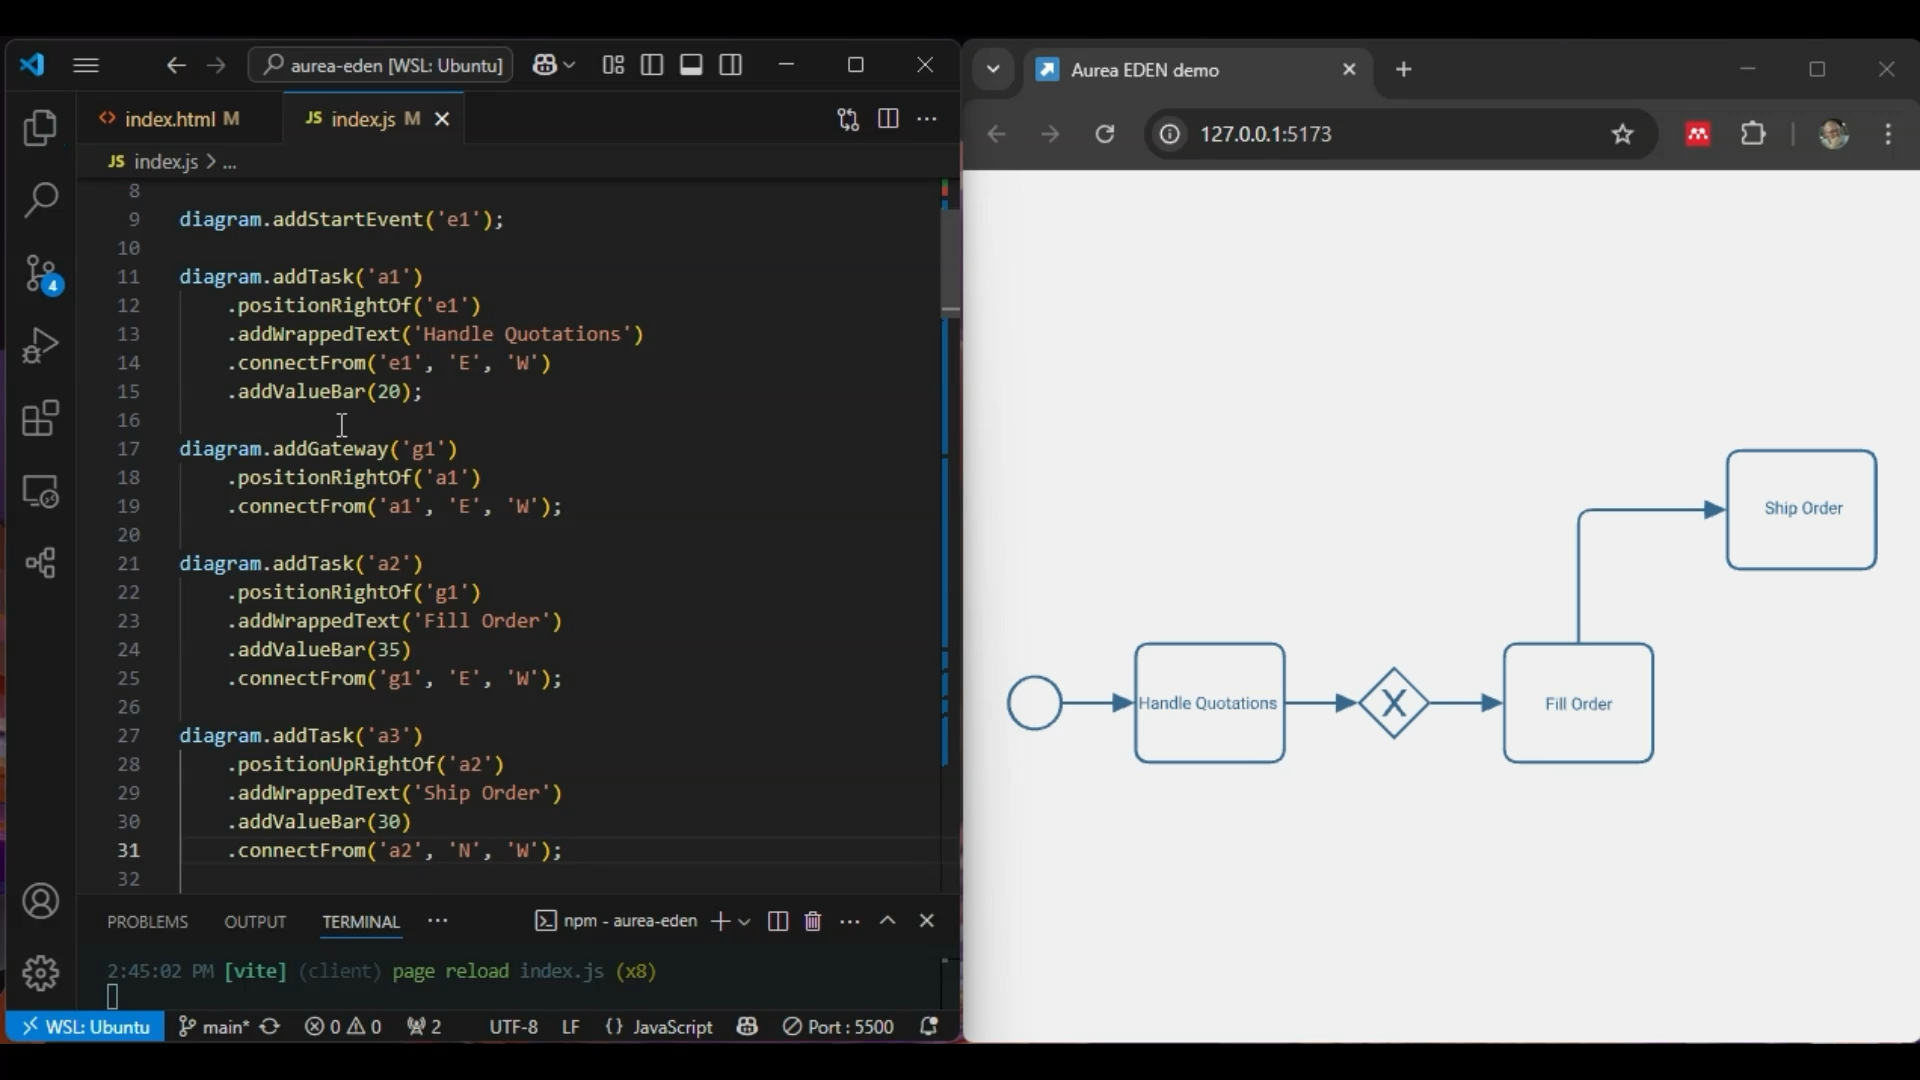 aurea-eden [WSL: Ubuntu]
index.html M
JS index.js M
JS index.js > ...
8
9 diagram.addStartEvent('e1');
10
11 diagram.addTask('a1')
12 .positionRightOf('e1')
13 .addWrappedText('Handle Quotations')
14 .connectFrom('e1', 'E', 'W')
15 .addValueBar(20);
16
17 diagram.addGateway('g1')
18 .positionRightOf('a1')
19 .connectFrom('a1', 'E', 'W');
20
21 diagram.addTask('a2')
22 .positionRightOf('g1')
23 .addWrappedText('Fill Order')
24 .addValueBar(35)
25 .connectFrom('g1', 'E', 'W');
26
27 diagram.addTask('a3')
28 .positionUpRightOf('a2')
29 .addWrappedText('Ship Order')
30 .addValueBar(30)
31 .connectFrom('a2', 'N', 'W');
32
4
PROBLEMS OUTPUT TERMINAL ... npm - aurea-eden
2:45:02 PM [vite] (client) page reload index.js (x8)
WSL: Ubuntu main* 0 0 2 UTF-8 LF {} JavaScript Port : 5500
Aurea EDEN demo
127.0.0.1:5173
Ship Order
Handle Quotations
X
Fill Order